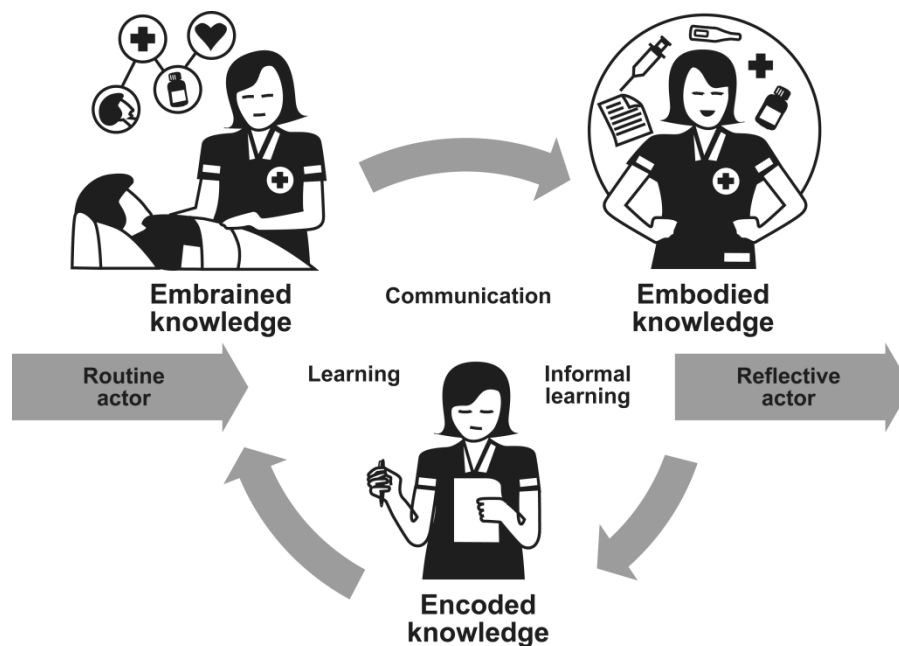 Embrained
knowledge
Communication
Embodied
knowledge
Routine
actor
Learning
Informal
learning
Reflective
actor
Encoded
knowledge